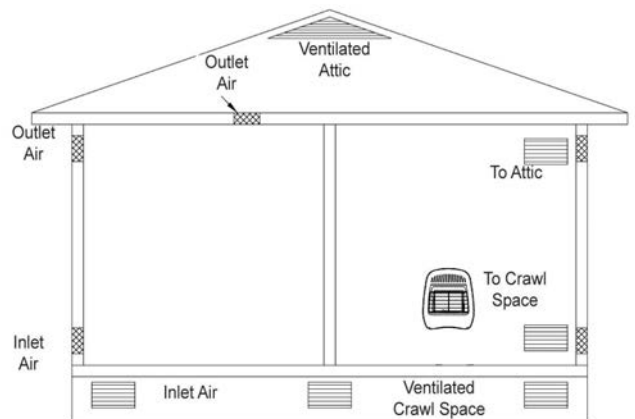 Ventilated
Attic
Outlet
Air
Outlet
Air
To Attic
To Crawl
Space
Inlet
Air
Inlet Air
Ventilated
Crawl Space